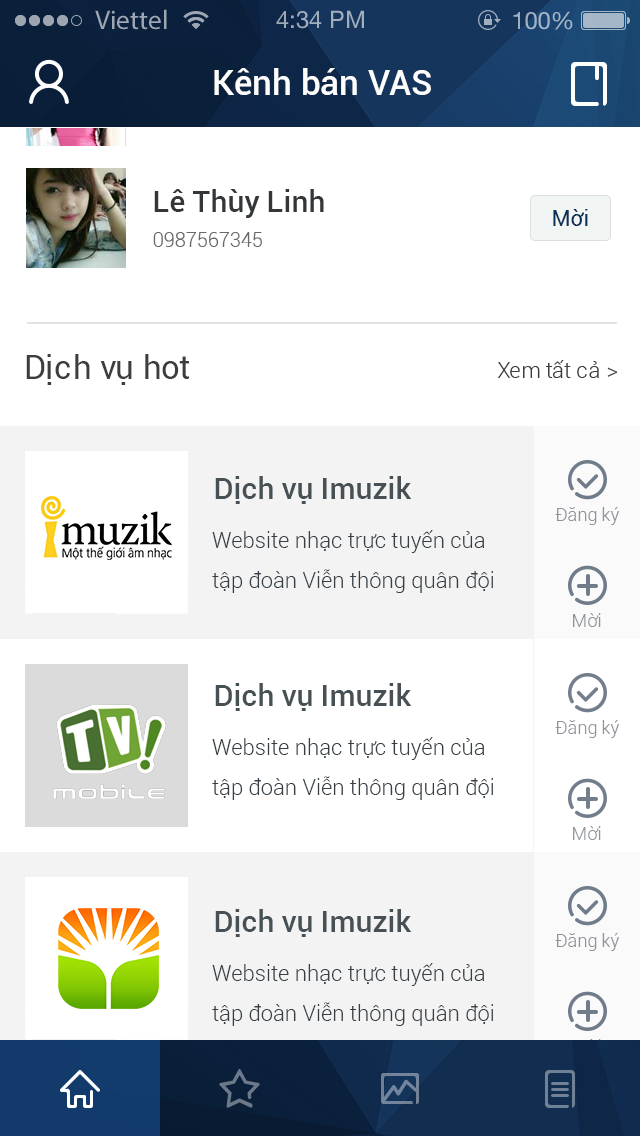 Viettel 4:34 PM 100%
Kênh bán VAS
Lê Thùy Linh
0987567345
Mời
Dịch vụ hot
Xem tất cả >
imuzik
Một thế giới âm nhạc
Dịch vụ Imuzik
Website nhạc trực tuyến của
tập đoàn Viễn thông quân đội
Đăng ký
Mời
TV!
mobile
Dịch vụ Imuzik
Website nhạc trực tuyến của
tập đoàn Viễn thông quân đội
Đăng ký
Mời
Dịch vụ Imuzik
Website nhạc trực tuyến của
tập đoàn Viễn thông quân đội
Đăng ký